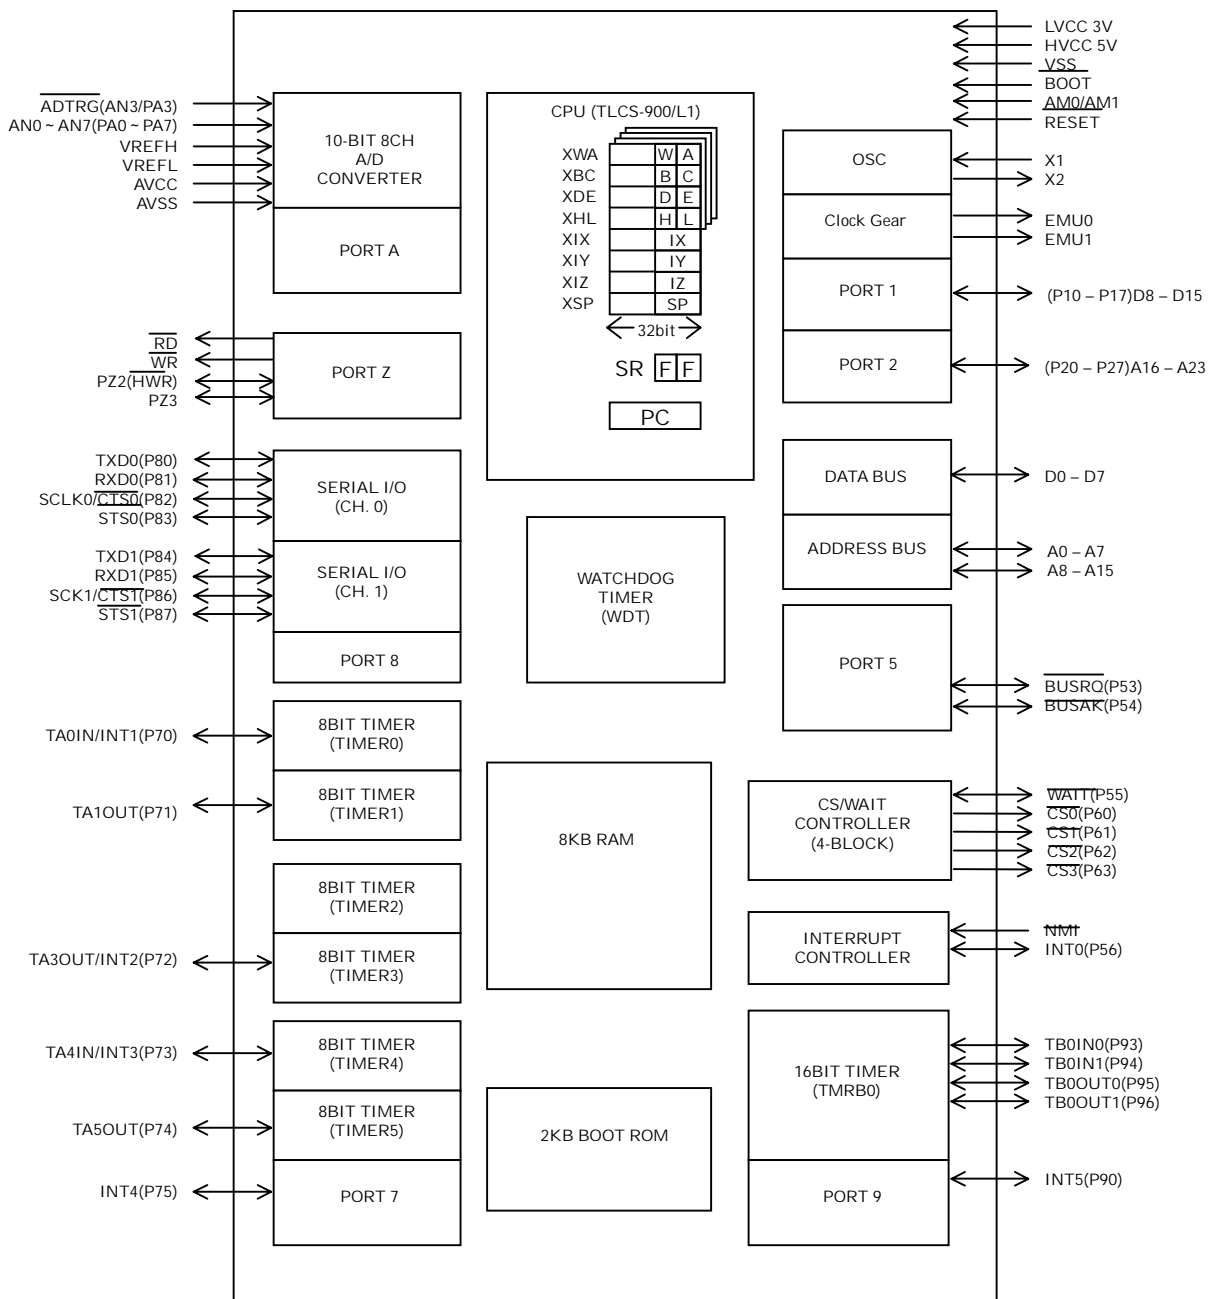 LVCC 3V
HVCC 5V
VSS
BOOT
AM0/AM1
RESET
ADTRG(AN3/PA3)
AN0 ~ AN7(PA0 ~ PA7)
VREFH
VREFL
AVCC
AVSS
10-BIT 8CH
A/D
CONVERTER
PORT A
CPU (TLCS-900/L1)
XWA W A
XBC B C
XDE D E
XHL H L
XIX IX
XIY IY
XIZ IZ
XSP SP
32bit
SR F F
PC
OSC
X1
X2
Clock Gear
EMU0
EMU1
PORT 1
(P10 – P17)D8 – D15
PORT 2
(P20 – P27)A16 – A23
RD
WR
PZ2(HWR)
PZ3
PORT Z
TXD0(P80)
RXD0(P81)
SCLK0/CTS0(P82)
STS0(P83)
SERIAL I/O
(CH. 0)
TXD1(P84)
RXD1(P85)
SCK1/CTS1(P86)
STS1(P87)
SERIAL I/O
(CH. 1)
PORT 8
WATCHDOG
TIMER
(WDT)
DATA BUS
D0 – D7
ADDRESS BUS
A0 – A7
A8 – A15
PORT 5
BUSRQ(P53)
BUSAK(P54)
TA0IN/INT1(P70)
8BIT TIMER
(TIMER0)
TA1OUT(P71)
8BIT TIMER
(TIMER1)
8BIT TIMER
(TIMER2)
TA3OUT/INT2(P72)
8BIT TIMER
(TIMER3)
TA4IN/INT3(P73)
8BIT TIMER
(TIMER4)
TA5OUT(P74)
8BIT TIMER
(TIMER5)
INT4(P75)
PORT 7
8KB RAM
2KB BOOT ROM
CS/WAIT
CONTROLLER
(4-BLOCK)
WAIT(P55)
CS0(P60)
CS1(P61)
CS2(P62)
CS3(P63)
INTERRUPT
CONTROLLER
NMI
INT0(P56)
16BIT TIMER
(TMRB0)
TB0IN0(P93)
TB0IN1(P94)
TB0OUT0(P95)
TB0OUT1(P96)
PORT 9
INT5(P90)